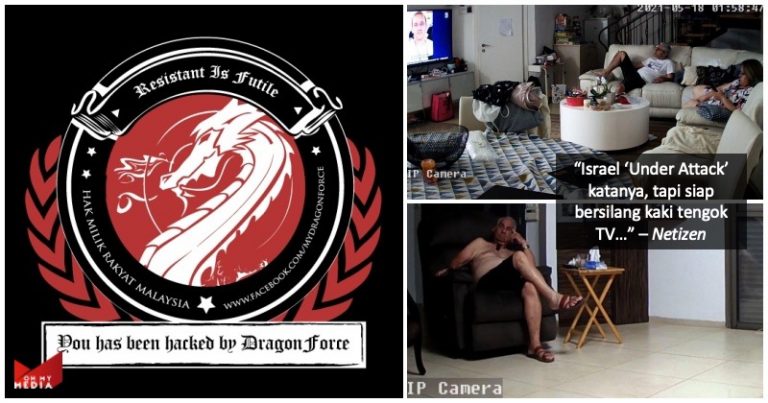 Resistant Is Futile
HAK MILIK RAKYAT MALAYSIA
WWW.FACEBOOK.COM/MYDRAGONFORCE
You has been hacked by DragonForce
OH MY
MEDIA
2021-05-18 01:58:47
IP Camera
“Israel ‘Under Attack’
katanya, tapi siap
bersilang kaki tengok
TV...” – Netizen
IP Camera